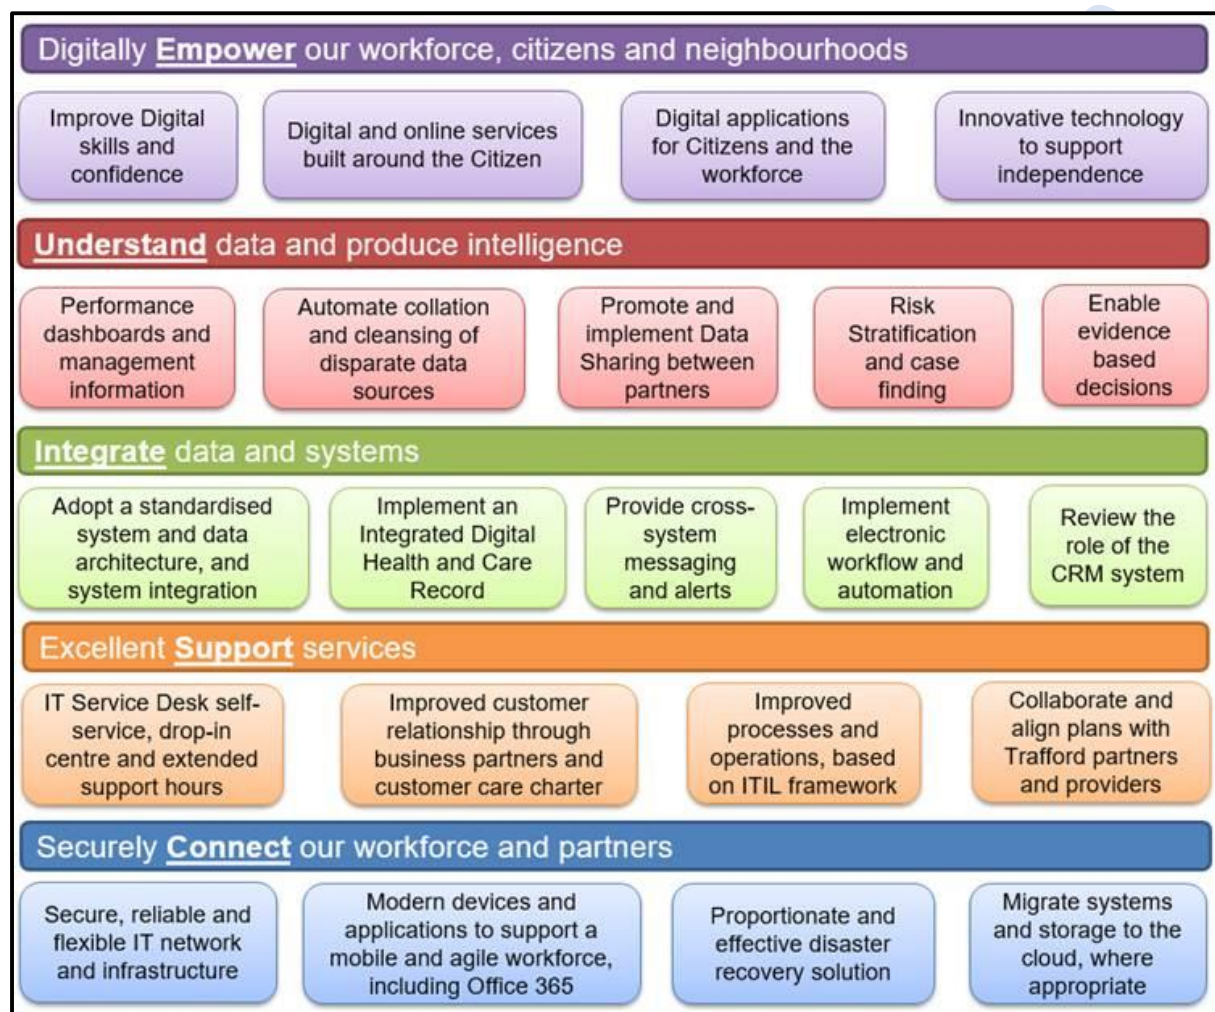 Digitally Empower our workforce, citizens and neighbourhoods
Improve Digital
skills and
confidence
Digital and online services
built around the Citizen
Digital applications
for Citizens and the
workforce
Innovative technology
to support
independence
Understand data and produce intelligence
Performance
dashboards and
management
information
Automate collation
and cleansing of
disparate data
sources
Promote and
implement Data
Sharing between
partners
Risk
Stratification
and case
finding
Enable
evidence
based
decisions
Integrate data and systems
Adopt a standardised
system and data
architecture, and
system integration
Implement an
Integrated Digital
Health and Care
Record
Provide cross-
system
messaging
and alerts
Implement
electronic
workflow and
automation
Review the
role of the
CRM system
Excellent Support services
IT Service Desk self-
service, drop-in
centre and extended
support hours
Improved customer
relationship through
business partners and
customer care charter
Improved
processes and
operations, based
on ITIL framework
Collaborate and
align plans with
Trafford partners
and providers
Securely Connect our workforce and partners
Secure, reliable and
flexible IT network
and infrastructure
Modern devices and
applications to support a
mobile and agile workforce,
including Office 365
Proportionate and
effective disaster
recovery solution
Migrate systems
and storage to the
cloud, where
appropriate